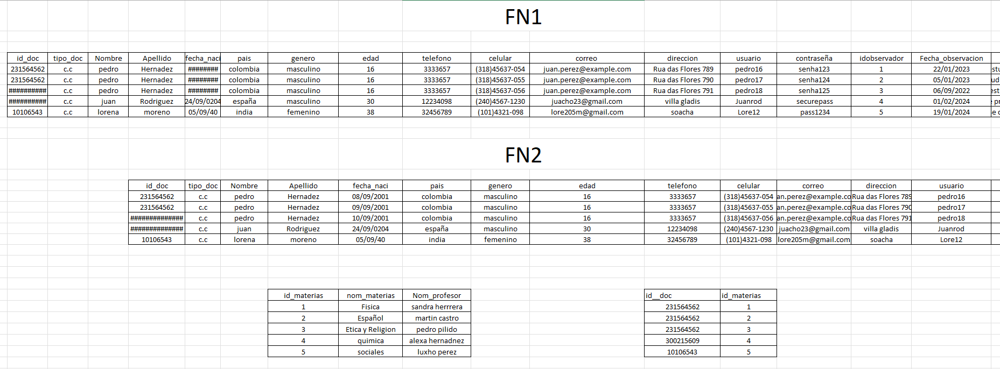 FN1
id_doc tipo_doc Nombre Apellido fecha_naci pais genero edad telefono celular correo direccion usuario contraseña idobservador Fecha_observacion
231564562 c.c pedro Hernadez ######## colombia masculino 16 3333657 (318)45637-054 juan.perez@example.com Rua das Flores 789 pedro16 senha123 1 22/01/2023
231564562 c.c pedro Hernadez ######## colombia masculino 16 3333657 (318)45637-055 juan.perez@example.com Rua das Flores 790 pedro17 senha124 2 05/01/2023
########## c.c pedro Hernadez ######## colombia masculino 16 3333657 (318)45637-056 juan.perez@example.com Rua das Flores 791 pedro18 senha125 3 06/09/2022
########## c.c juan Rodriguez 24/09/0204 españa masculino 30 12234098 (240)4567-1230 juacho23@gmail.com villa gladis Juanrod securepass 4 01/02/2024
10106543 c.c lorena moreno 05/09/40 india femenino 38 32456789 (101)4321-098 lore205m@gmail.com soacha Lore12 pass1234 5 19/01/2024
FN2
id_doc tipo_doc Nombre Apellido fecha_naci pais genero edad telefono celular correo direccion usuario
231564562 c.c pedro Hernadez 08/09/2001 colombia masculino 16 3333657 (318)45637-054 an.perez@example.co Rua das Flores 789 pedro16
231564562 c.c pedro Hernadez 09/09/2001 colombia masculino 16 3333657 (318)45637-055 an.perez@example.co Rua das Flores 790 pedro17
############## c.c pedro Hernadez 10/09/2001 colombia masculino 16 3333657 (318)45637-056 an.perez@example.co Rua das Flores 791 pedro18
############## c.c juan Rodriguez 24/09/0204 españa masculino 30 12234098 (240)4567-1230 juacho23@gmail.com villa gladis Juanrod
10106543 c.c lorena moreno 05/09/40 india femenino 38 32456789 (101)4321-098 lore205m@gmail.com soacha Lore12
id_materias nom_materias Nom_profesor
1 Fisica sandra herrrera
2 Español martin castro
3 Etica y Religion pedro pilido
4 quimica alexa hernadnez
5 sociales luxho perez
id__doc id_materias
231564562 1
231564562 2
231564562 3
300215609 4
10106543 5